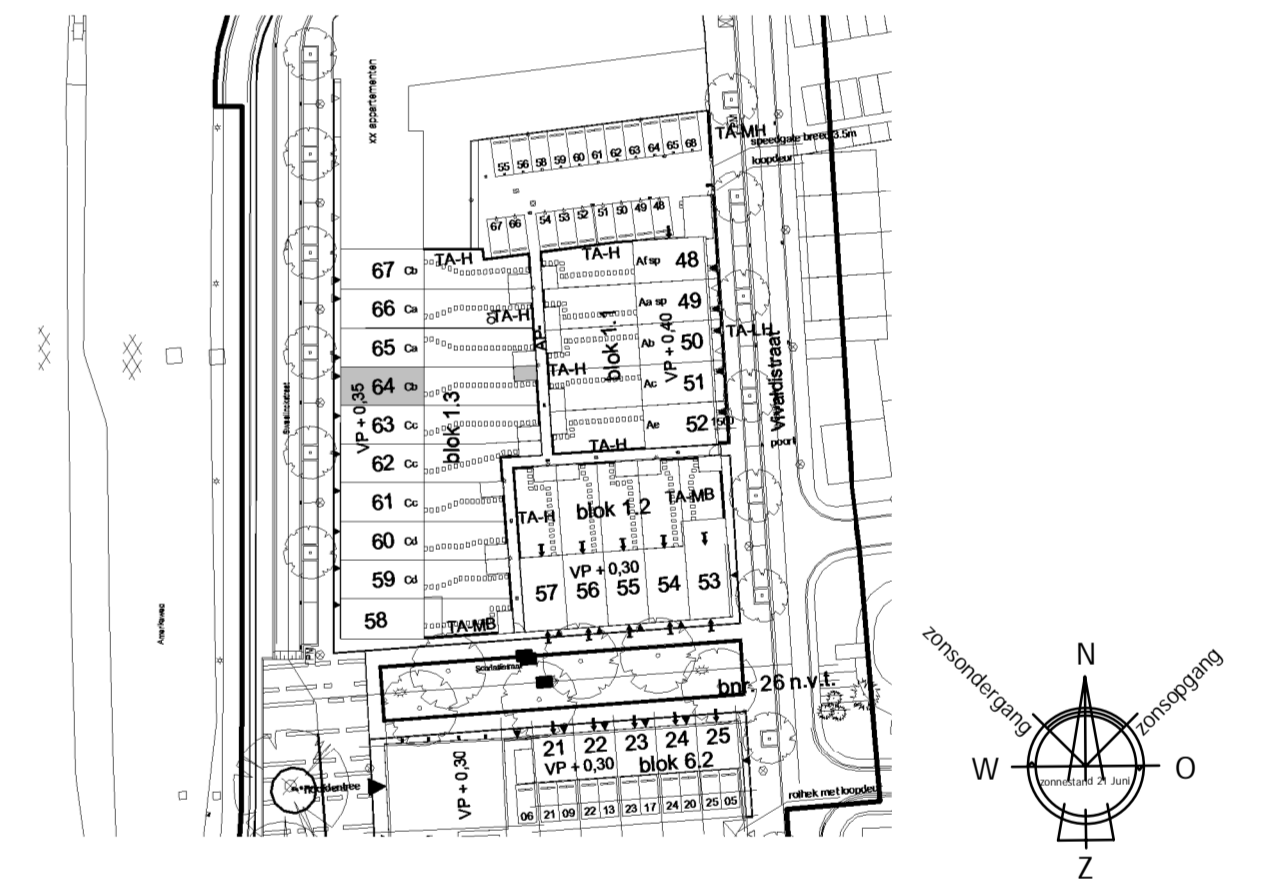 xx appartementen
TA-MH
speedgate breed 3.5m
loopdeur
55 56 58 59 60 61 62 63 64 65 68
67 66 54 53 52 51 50 49 48
67 Cb
66 Ca
65 Ca
64 Cb
63 Cc
62 Cc
61 Cc
60 Cd
59 Cd
58
VP + 0,35
blok 1.3
TA-H
TA-H
AP
TA-MB
TA-H
Af sp 48
Aa sp 49
Ab 50
Ac 51
Ae 52
1500
blok 1.1
VP + 0,40
TA-H
TA-H
TA-LH
Vivaldistraat
poort
TA-H
blok 1.2
TA-MB
VP + 0,30
57 56 55 54 53
bnr. 26 n.v.t.
21 22 23 24 25
VP + 0,30 blok 6.2
06 21 09 22 13 23 17 24 20 25 05
VP + 0,30
Hoofdentree
PM
PM
rolhek met loopdeur
zonsondergang
zonsopgang
N
W
O
Z
zonnestand 21 Juni